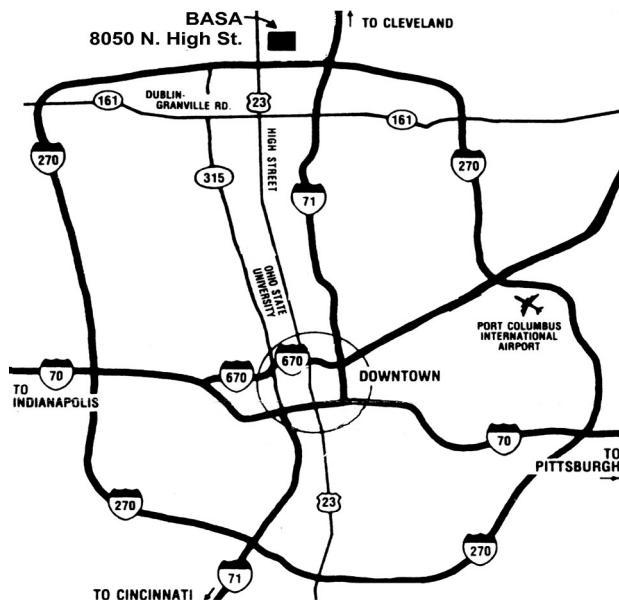 BASA
8050 N. High St.
TO CLEVELAND
DUBLIN-
GRANVILLE RD.
161
23
161
270
HIGH STREET
270
315
71
OHIO STATE
UNIVERSITY
PORT COLUMBUS
INTERNATIONAL
AIRPORT
670
670
70
DOWNTOWN
TO
INDIANAPOLIS
70
TO
PITTSBURGH
23
270
270
71
TO CINCINNATI